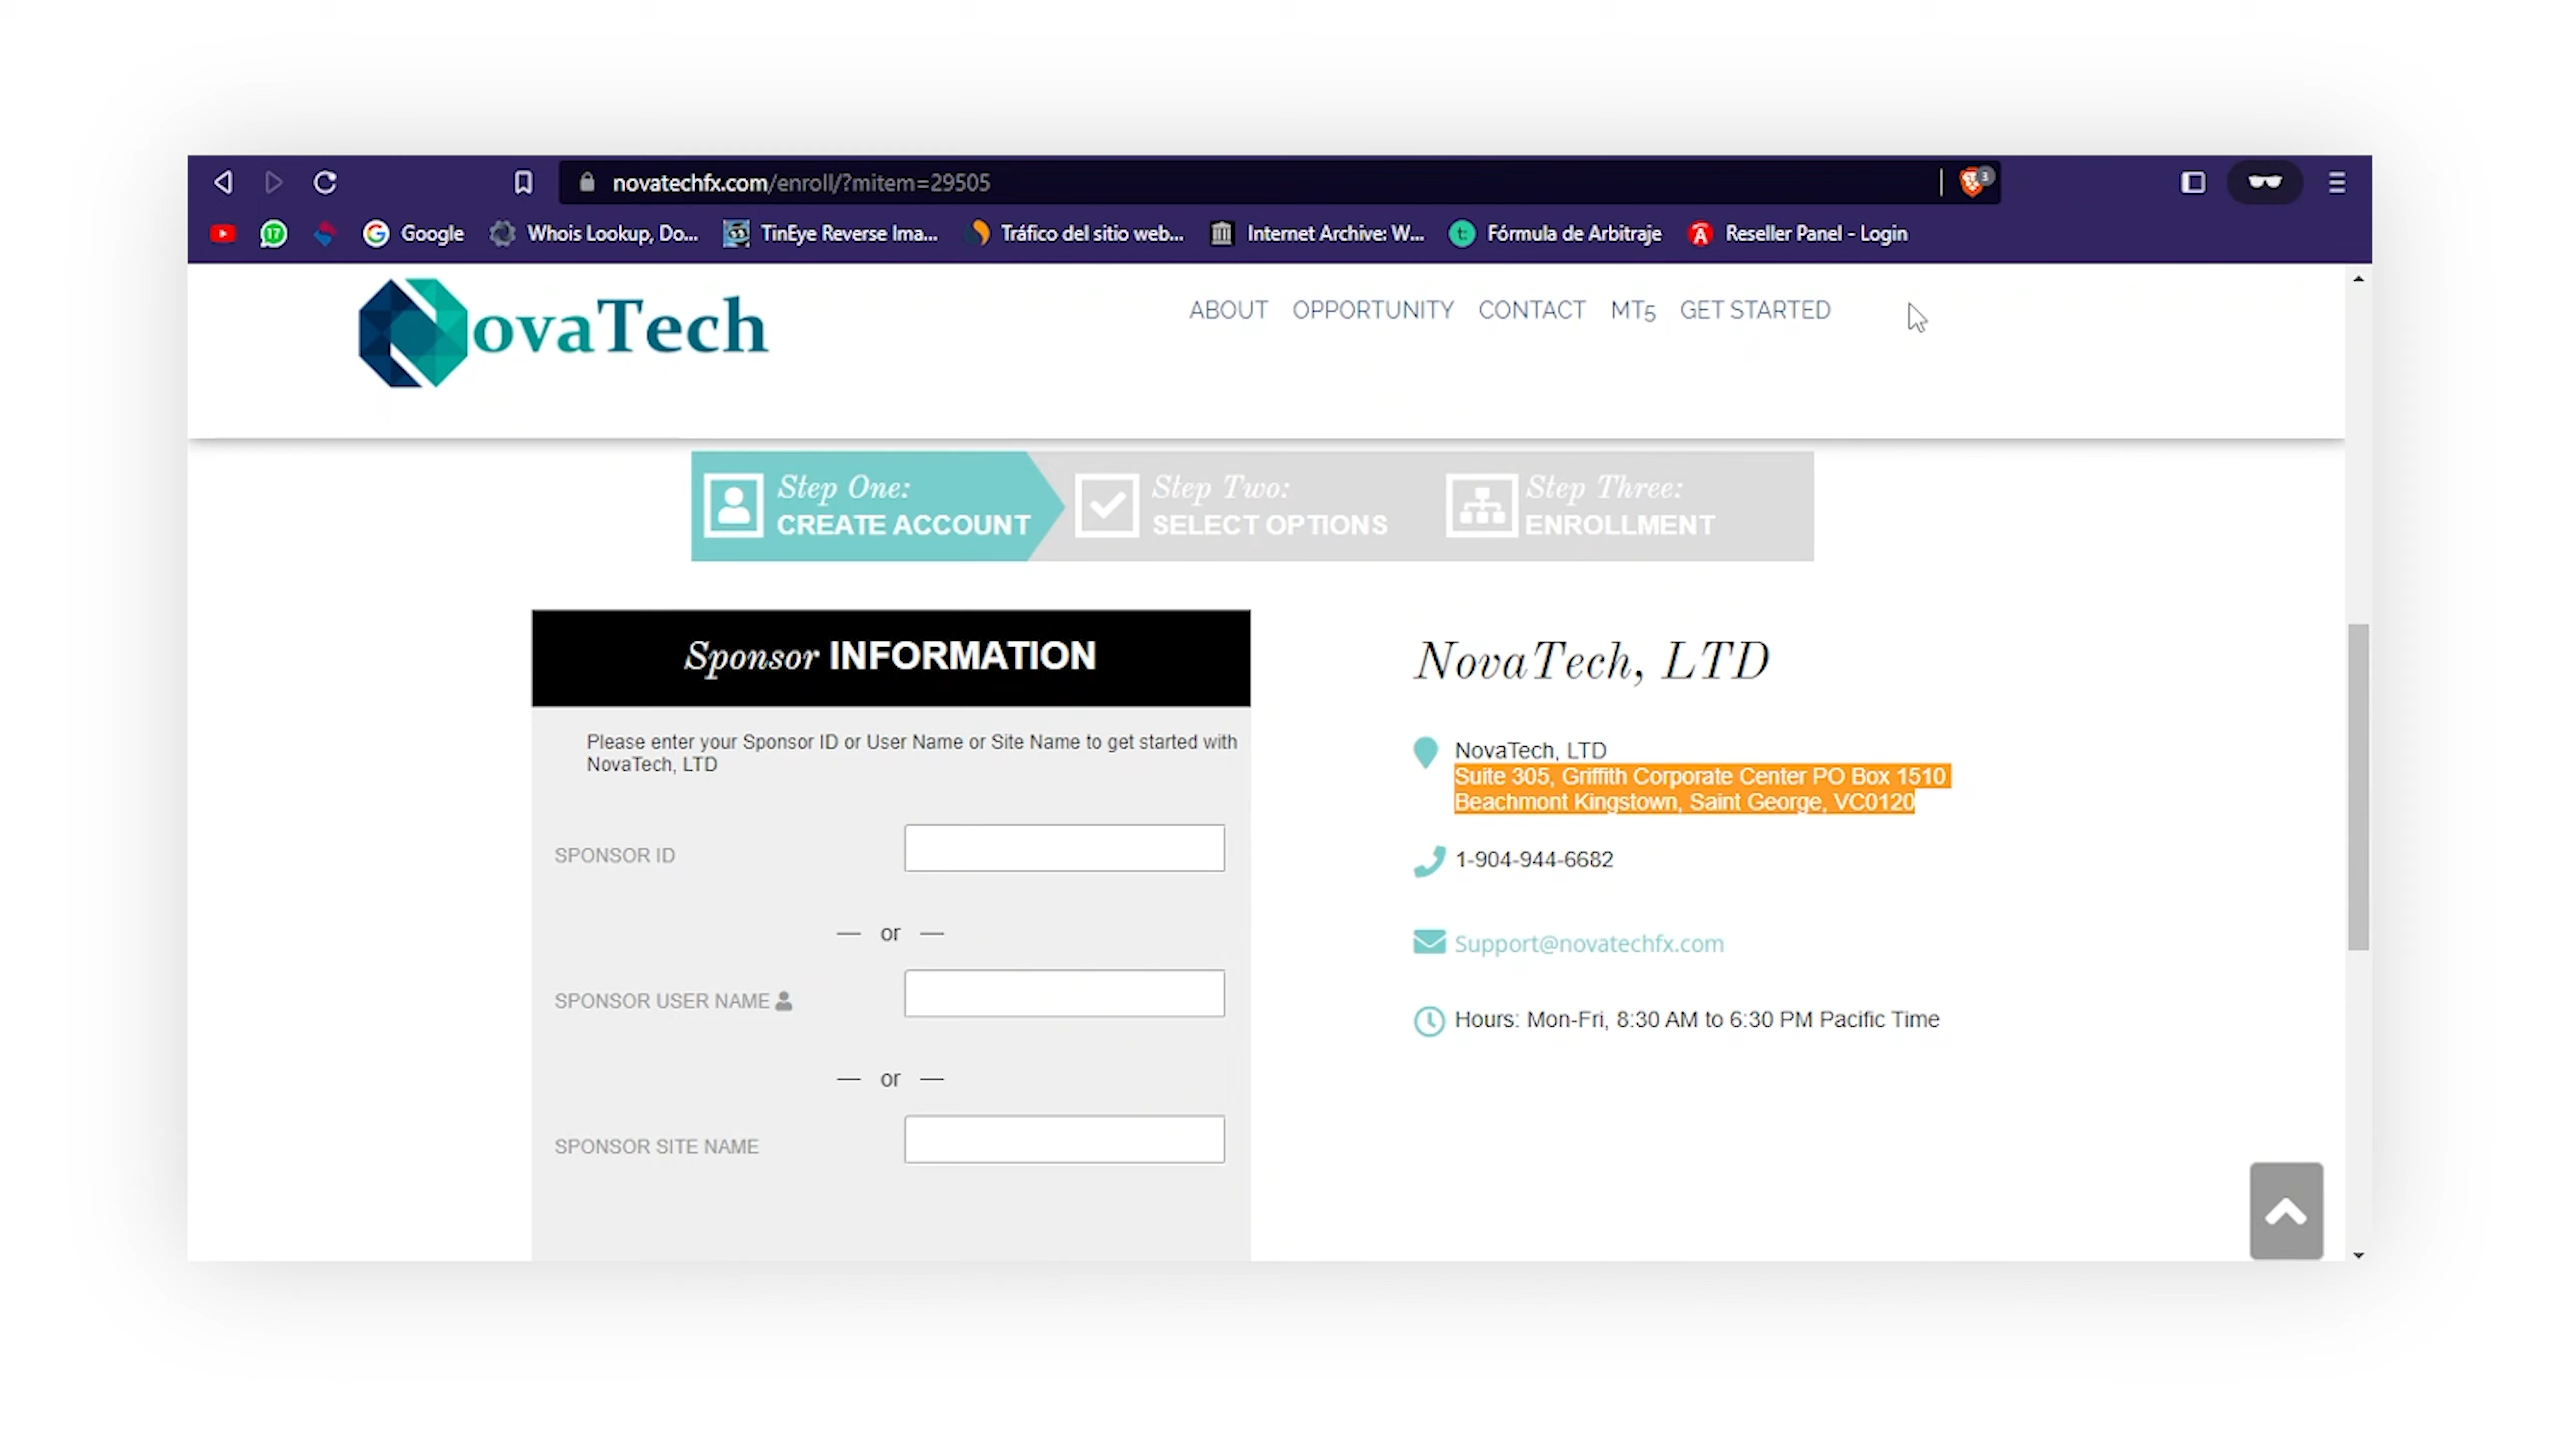 novatechfx.com/enroll/?mitem=29505
3
17
Google
Whois Lookup, Do...
TinEye Reverse Ima...
Tráfico del sitio web...
Internet Archive: W...
Fórmula de Arbitraje
Reseller Panel - Login
NovaTech
ABOUT OPPORTUNITY CONTACT MT5 GET STARTED
Step One:
CREATE ACCOUNT
Step Two:
SELECT OPTIONS
Step Three:
ENROLLMENT
Sponsor INFORMATION
Please enter your Sponsor ID or User Name or Site Name to get started with
NovaTech, LTD
SPONSOR ID
— or —
SPONSOR USER NAME
— or —
SPONSOR SITE NAME
NovaTech, LTD
NovaTech, LTD
Suite 305, Griffith Corporate Center PO Box 1510
Beachmont Kingstown, Saint George, VC0120
1-904-944-6682
Support@novatechfx.com
Hours: Mon-Fri, 8:30 AM to 6:30 PM Pacific Time